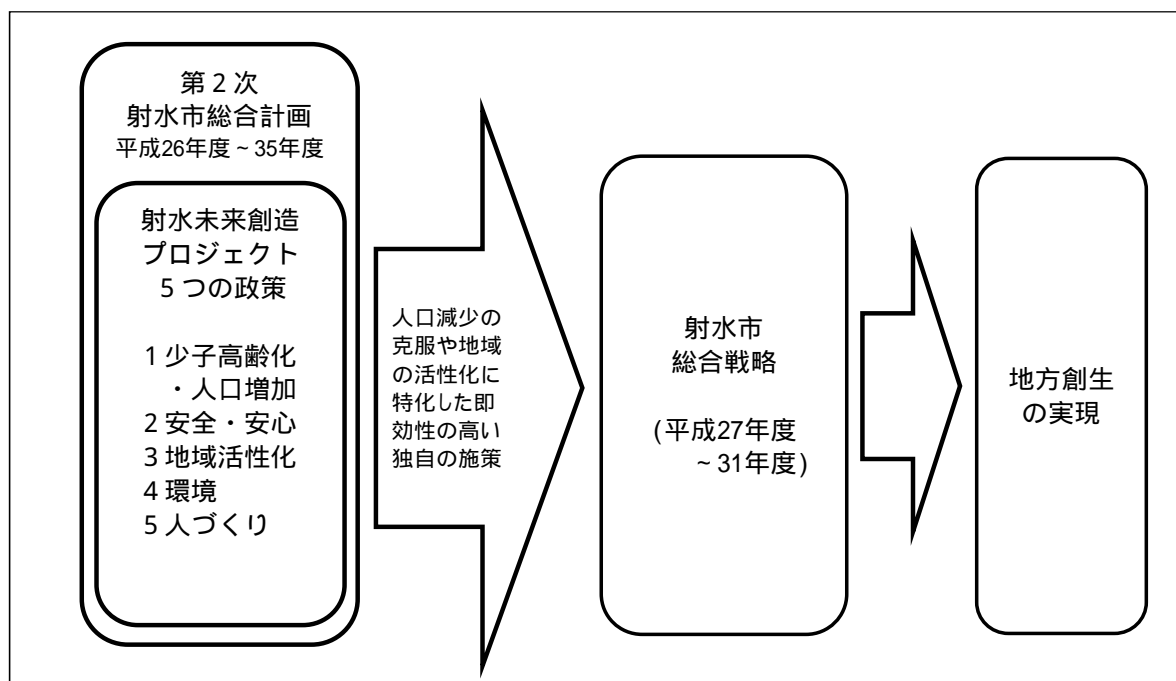 第2次
射水市総合計画
平成26年度～35年度
射水未来創造
プロジェクト
5つの政策
1少子高齢化
・人口増加
2安全・安心
3地域活性化
4環境
5人づくり
人口減少の
克服や地域
の活性化に
特化した即
効性の高い
独自の施策
射水市
総合戦略
(平成27年度
～31年度)
地方創生
の実現